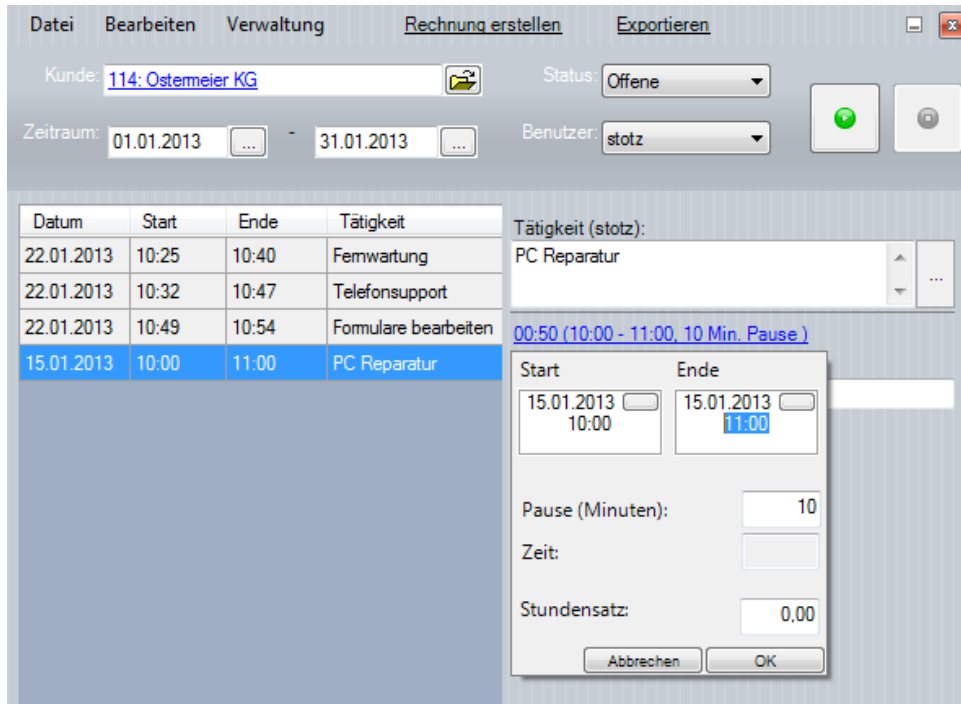 Datei Bearbeiten Verwaltung Rechnung erstellen Exportieren
Kunde: 114: Ostermeier KG Status: Offene
Zeitraum: 01.01.2013 ... - 31.01.2013 ... Benutzer: stotz
Datum Start Ende Tätigkeit
22.01.2013 10:25 10:40 Fernwartung
22.01.2013 10:32 10:47 Telefonsupport
22.01.2013 10:49 10:54 Formulare bearbeiten
15.01.2013 10:00 11:00 PC Reparatur
Tätigkeit (stotz):
PC Reparatur ...
00:50 (10:00 - 11:00, 10 Min. Pause )
Start Ende
15.01.2013 15.01.2013
10:00 11:00
Pause (Minuten): 10
Zeit:
Stundensatz: 0,00
Abbrechen OK